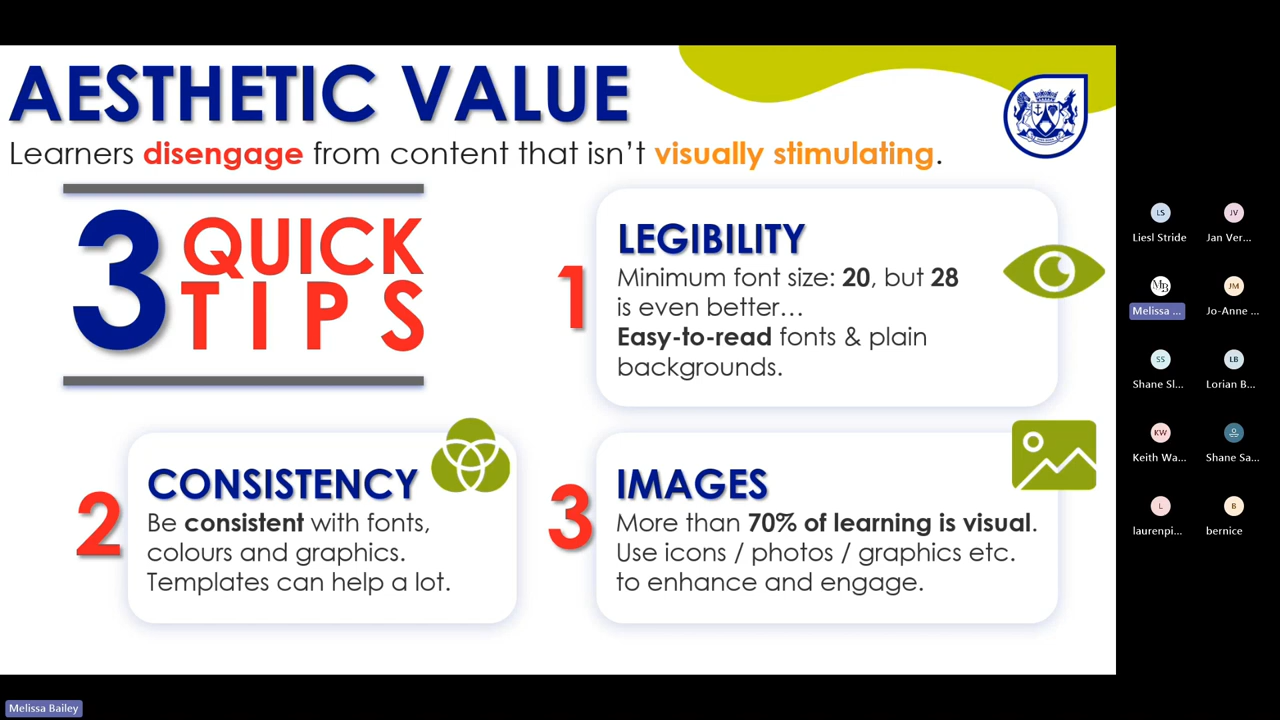 AESTHETIC VALUE
Learners disengage from content that isn't visually stimulating.
3 QUICK
TIPS
1
LEGIBILITY
Minimum font size: 20, but 28
is even better...
Easy-to-read fonts & plain
backgrounds.
2
CONSISTENCY
Be consistent with fonts,
colours and graphics.
Templates can help a lot.
3
IMAGES
More than 70% of learning is visual.
Use icons / photos / graphics etc.
to enhance and engage.
LS
Liesl Stride
JV
Jan Ver...
MB
Melissa ...
JM
Jo-Anne ...
SS
Shane Sl...
LB
Lorian B...
KW
Keith Wa...
Shane Sa...
L
laurenpi...
B
bernice
Melissa Bailey